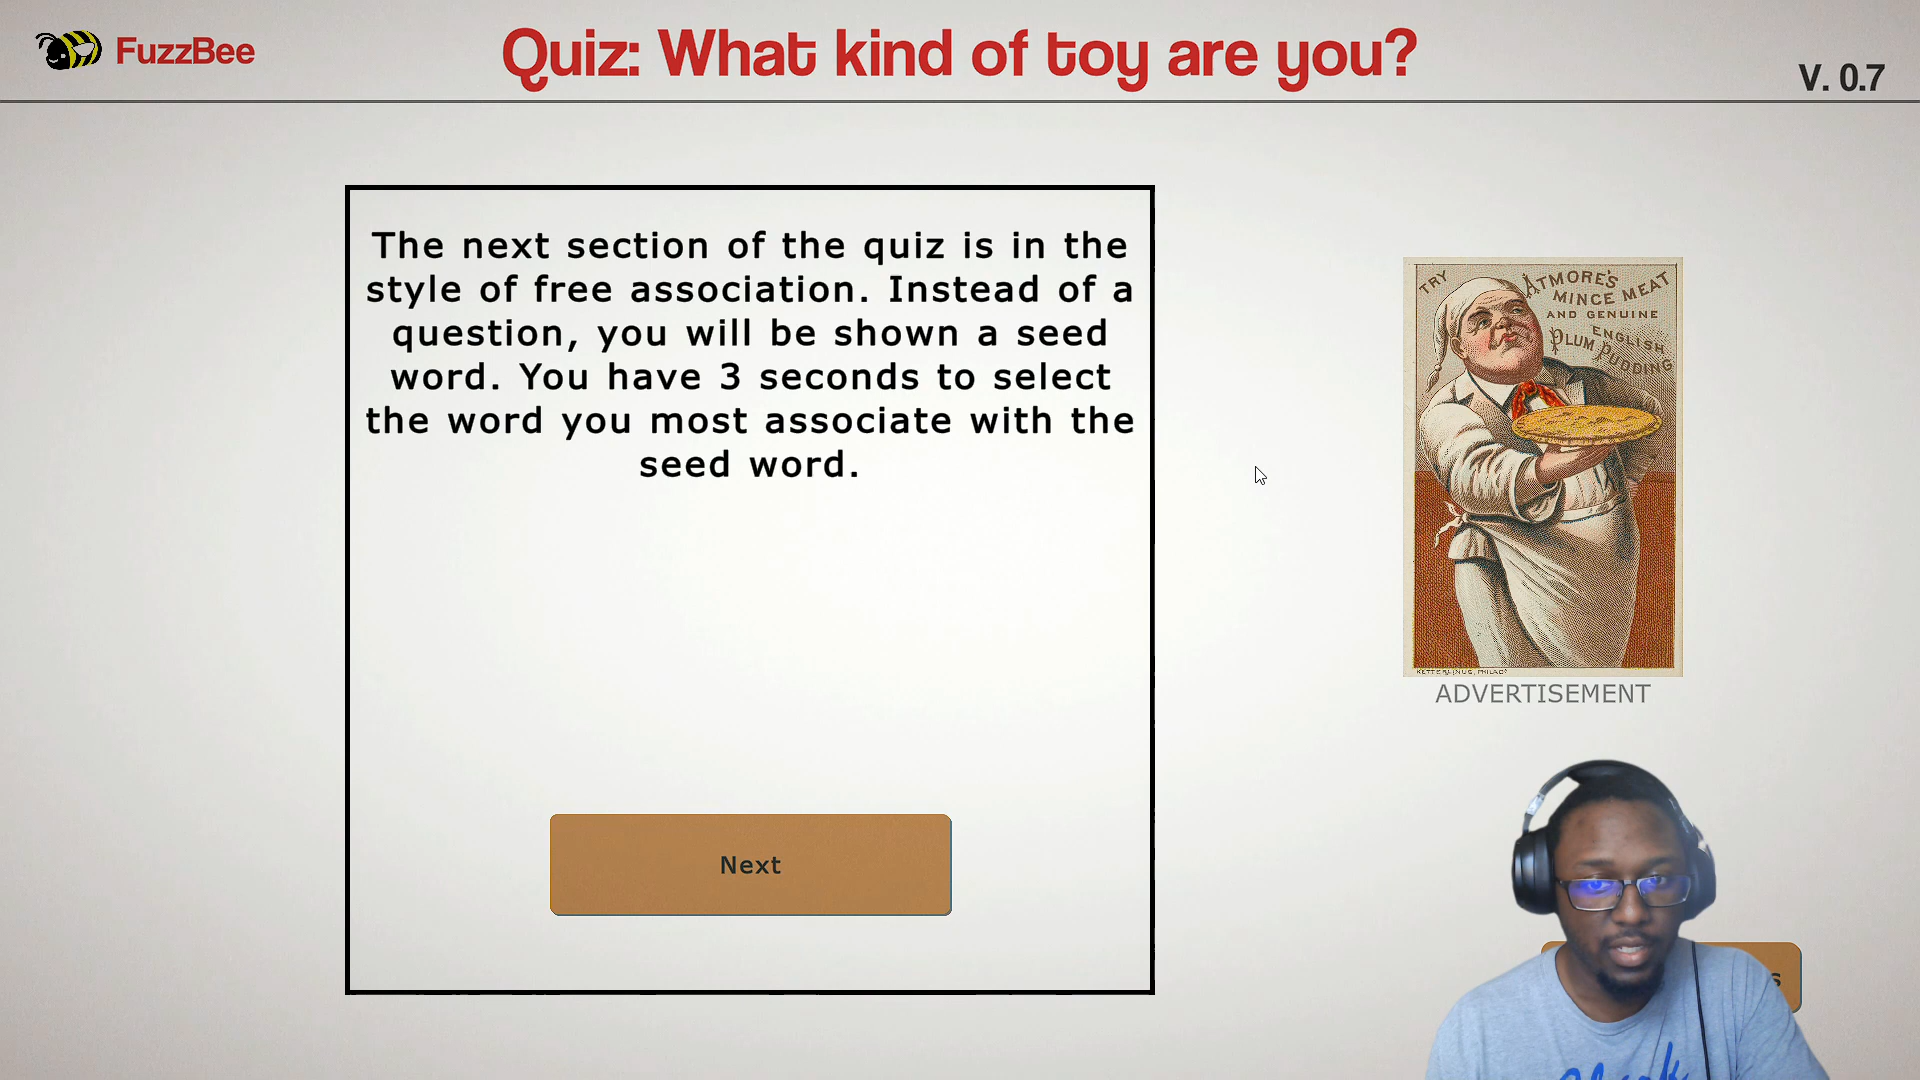 FuzzBee
Quiz: What kind of toy are you?
V. 0.7
The next section of the quiz is in the
style of free association. Instead of a
question, you will be shown a seed
word. You have 3 seconds to select
the word you most associate with the
seed word.
Next
TRY
ATMORE'S
MINCE MEAT
AND GENUINE
ENGLISH
PLUM PUDDING
KETTERLINUS, PHILADA
ADVERTISEMENT